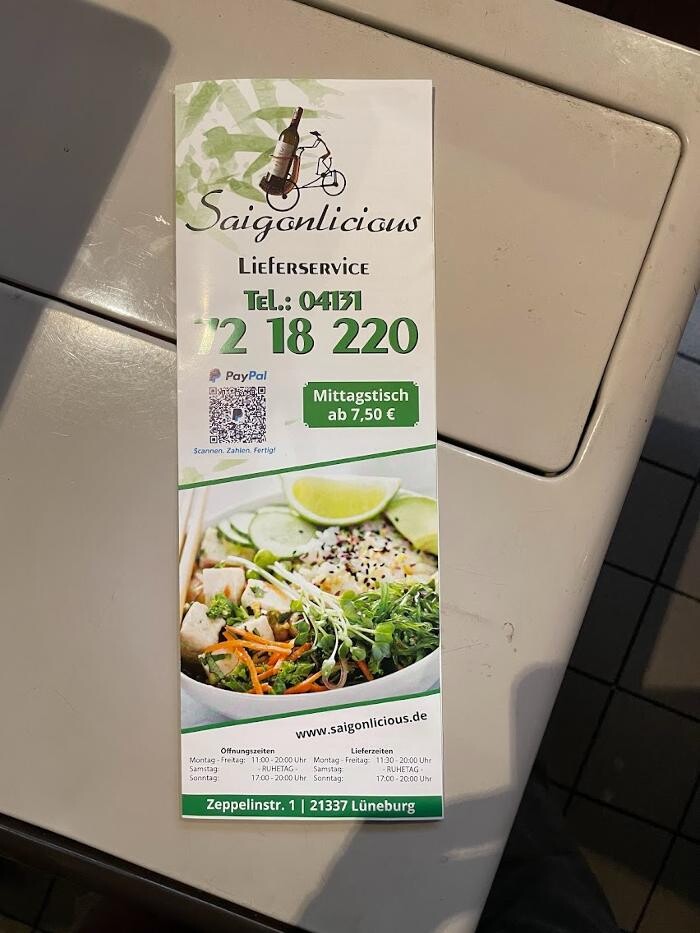 Saigonlicious
Lieferservice
Tel.: 04131
72 18 220
PayPal
Scannen. Zahlen. Fertig!
Mittagstisch
ab 7,50 €
www.saigonlicious.de
Öffnungszeiten
Montag - Freitag: 11:00 - 20:00 Uhr
Samstag: - RUHETAG -
Sonntag: 17:00 - 20:00 Uhr
Lieferzeiten
Montag - Freitag: 11:30 - 20:00 Uhr
Samstag: - RUHETAG -
Sonntag: 17:00 - 20:00 Uhr
Zeppelinstr. 1 | 21337 Lüneburg